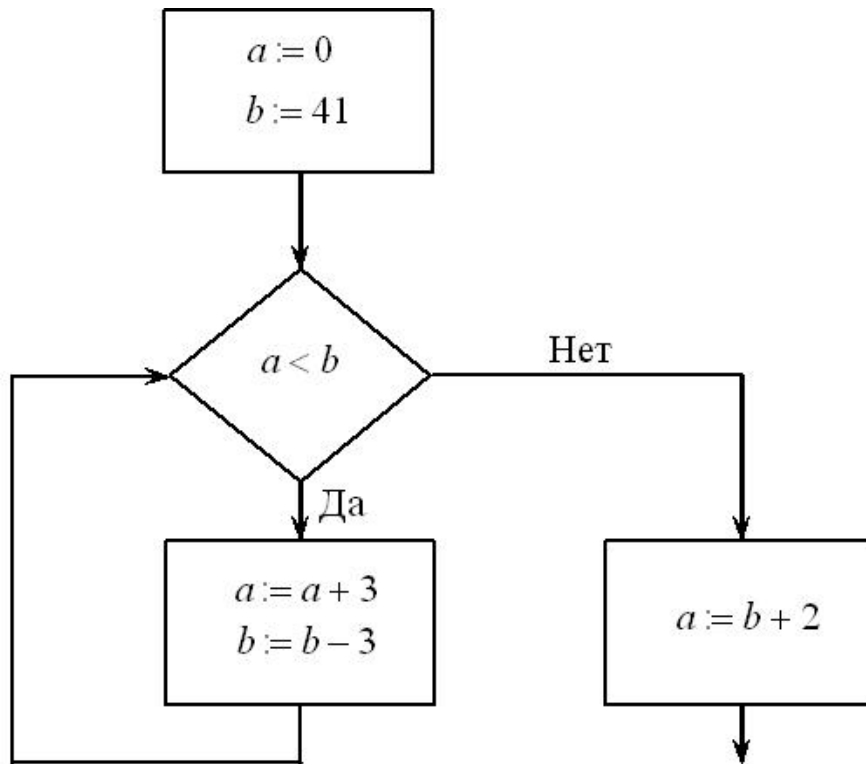 a := 0
b := 41
a < b
Нет
Да
a := a + 3
b := b − 3
a := b + 2